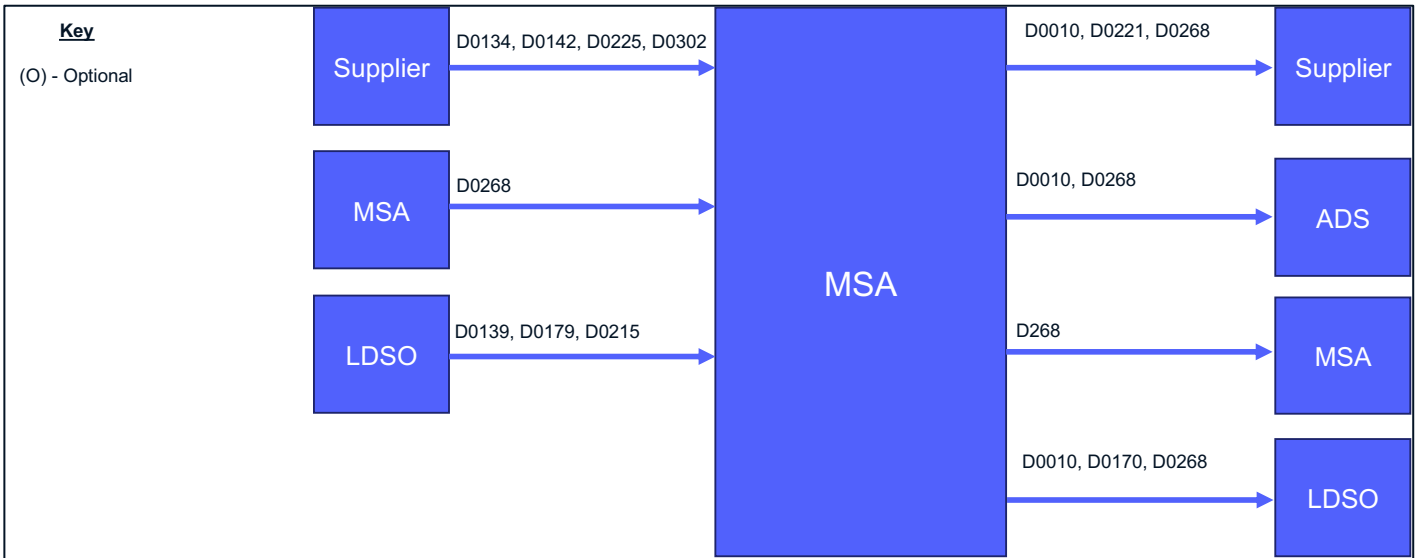 Key
(O) - Optional
Supplier
D0134, D0142, D0225, D0302
MSA
D0268
LDSO
D0139, D0179, D0215
MSA
D0010, D0221, D0268
Supplier
D0010, D0268
ADS
D268
MSA
D0010, D0170, D0268
LDSO